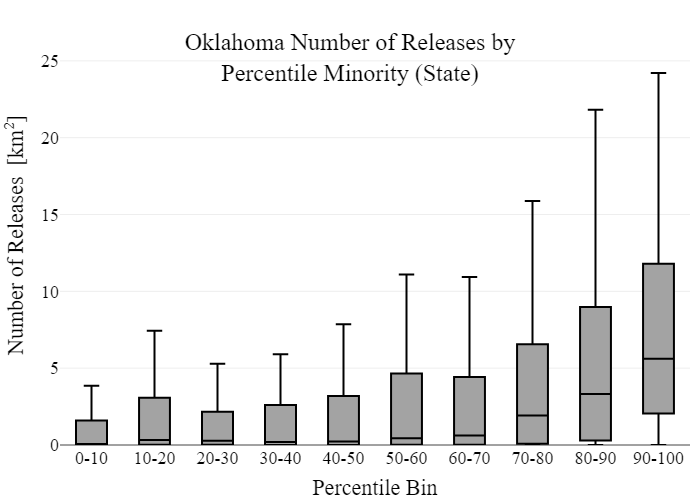 Oklahoma Number of Releases by
Percentile Minority (State)
Number of Releases [km²]
25
20
15
10
5
0
0-10 10-20 20-30 30-40 40-50 50-60 60-70 70-80 80-90 90-100
Percentile Bin